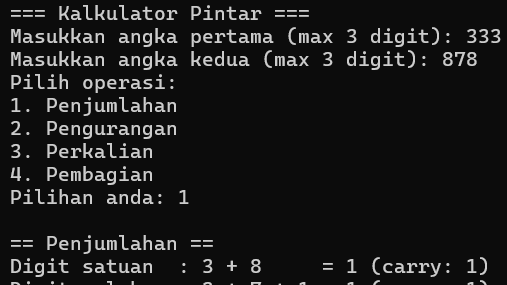 === Kalkulator Pintar ===
Masukkan angka pertama (max 3 digit): 333
Masukkan angka kedua (max 3 digit): 878
Pilih operasi:
1. Penjumlahan
2. Pengurangan
3. Perkalian
4. Pembagian
Pilihan anda: 1

== Penjumlahan ==
Digit satuan  : 3 + 8     = 1 (carry: 1)